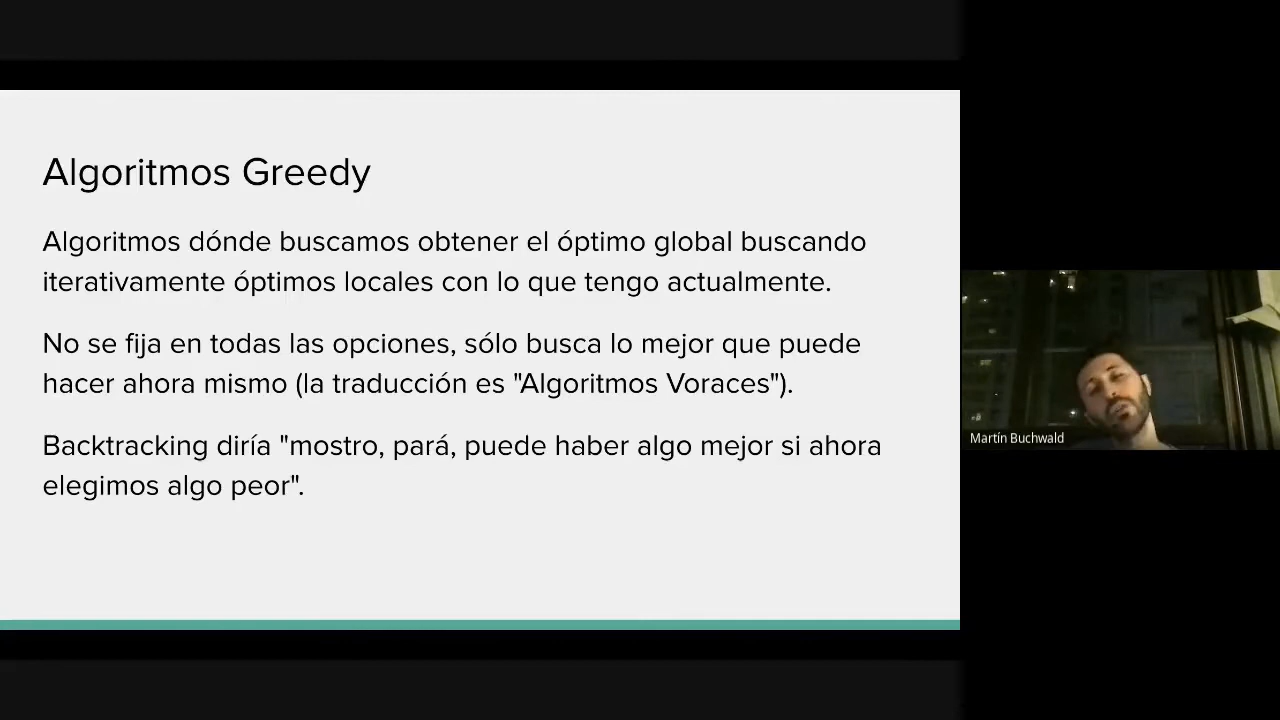 Algoritmos Greedy
Algoritmos dónde buscamos obtener el óptimo global buscando
iterativamente óptimos locales con lo que tengo actualmente.
No se fija en todas las opciones, sólo busca lo mejor que puede
hacer ahora mismo (la traducción es "Algoritmos Voraces").
Backtracking diría "mostro, pará, puede haber algo mejor si ahora
elegimos algo peor".
Martín Buchwald